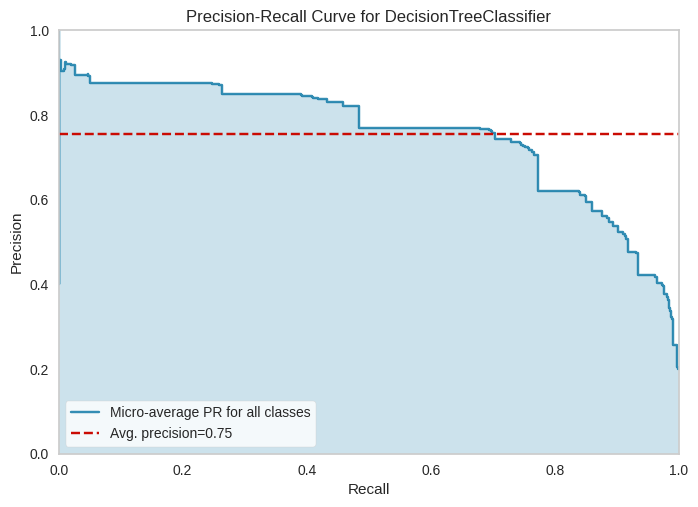 Precision-Recall Curve for DecisionTreeClassifier
1.0
0.8
0.6
0.4
0.2
0.0
Precision
Micro-average PR for all classes
Avg. precision=0.75
0.0 0.2 0.4 0.6 0.8 1.0
Recall